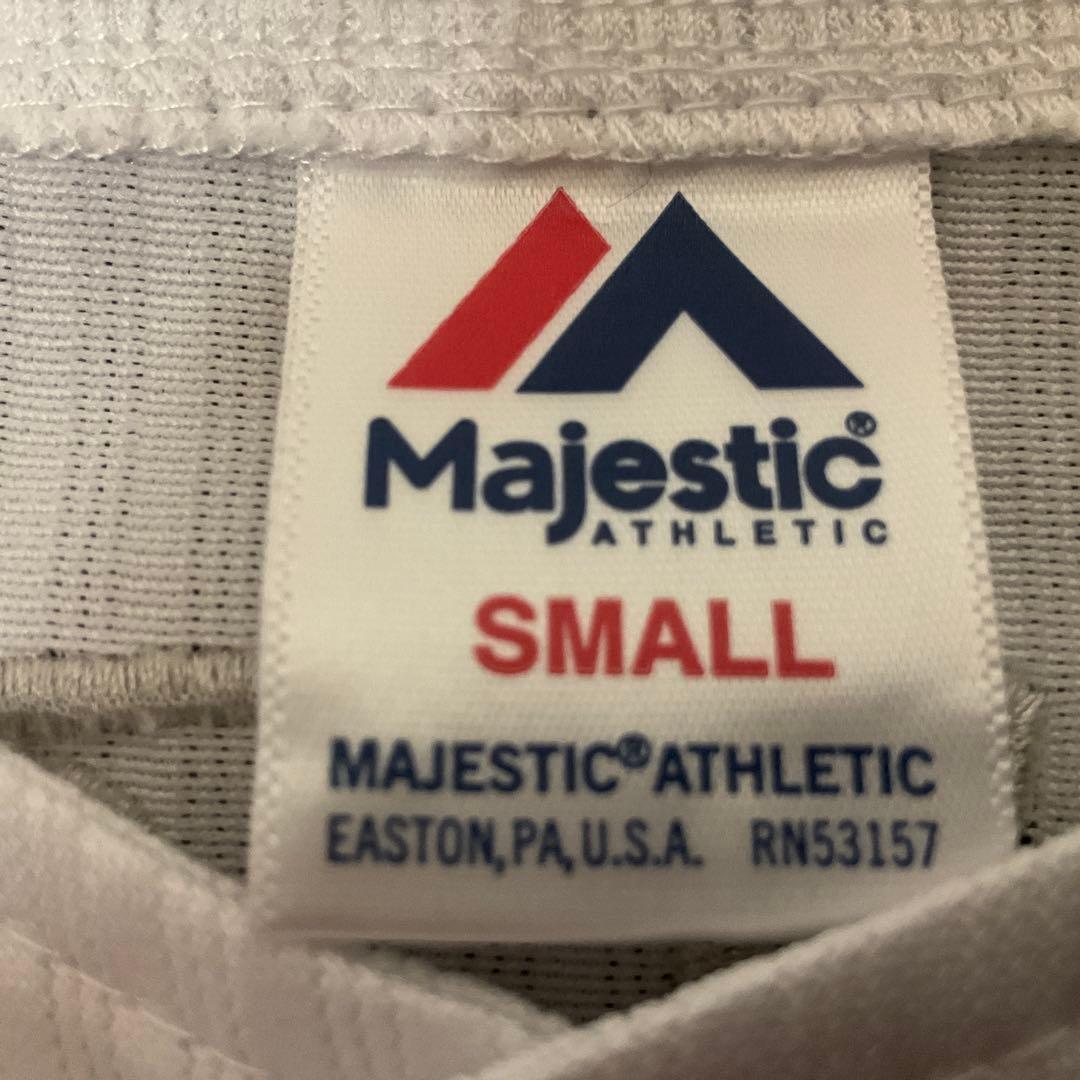 Majestic®
ATHLETIC
SMALL
MAJESTIC®ATHLETIC
EASTON,PA,U.S.A. RN53157